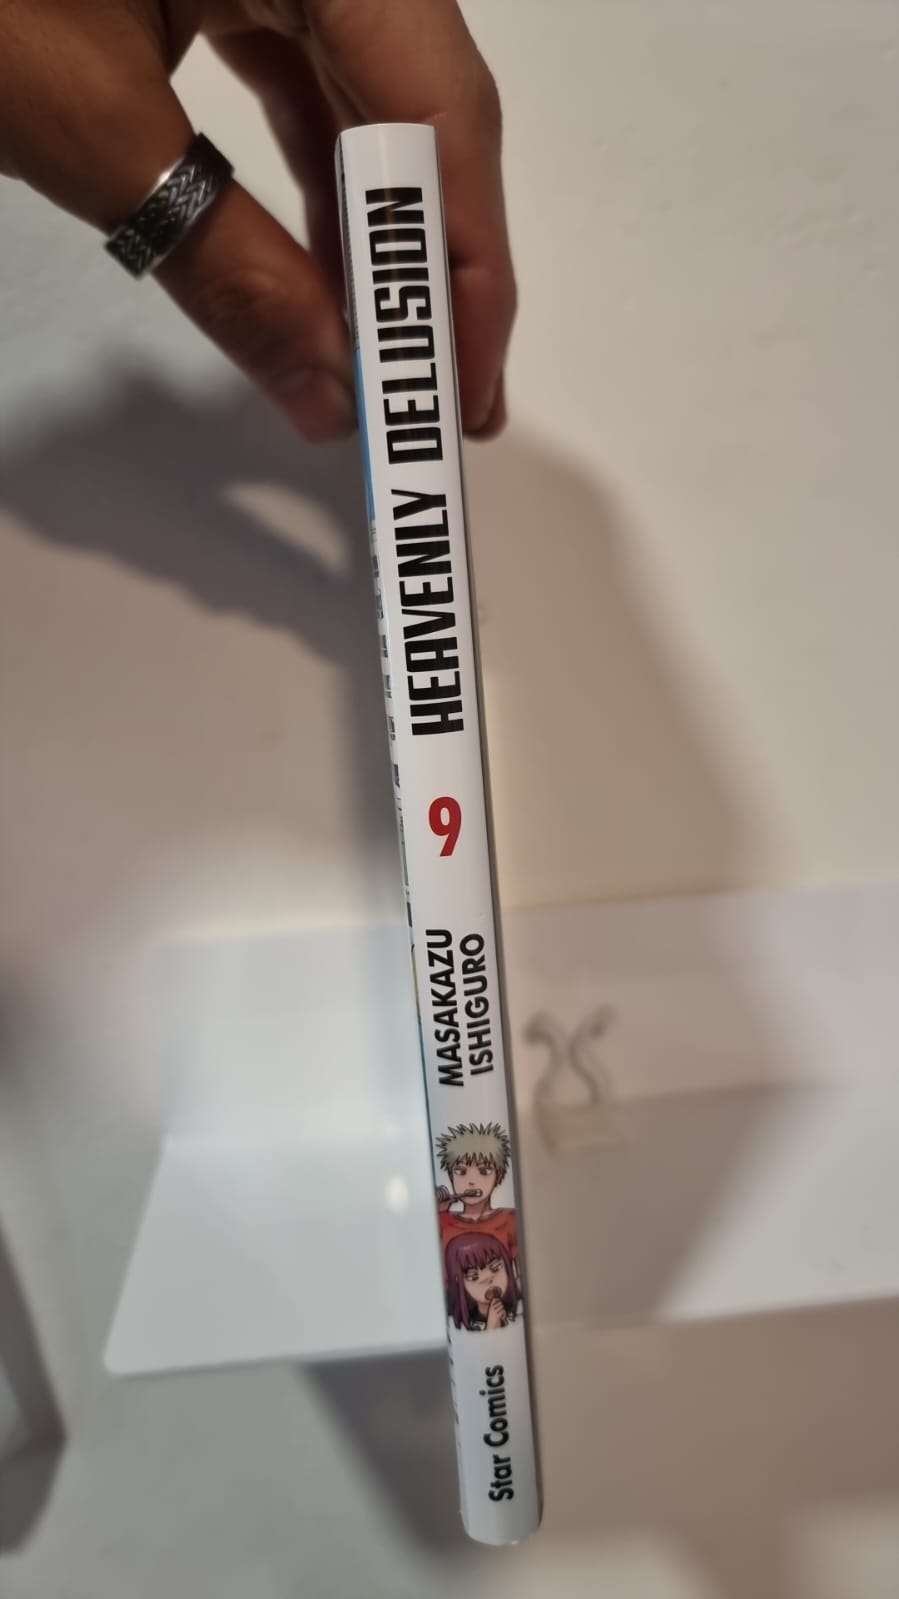 HEAVENLY DELUSION
9
MASAKAZU
ISHIGURO
Star Comics